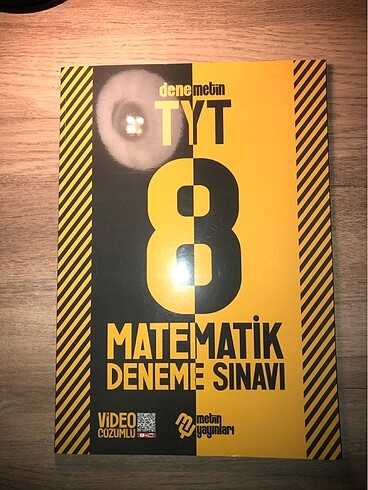 denemetin
TYT
8
MATEMATİK
DENEME SINAVI
VİDEO
ÇÖZÜMLÜ
metin
yayınları